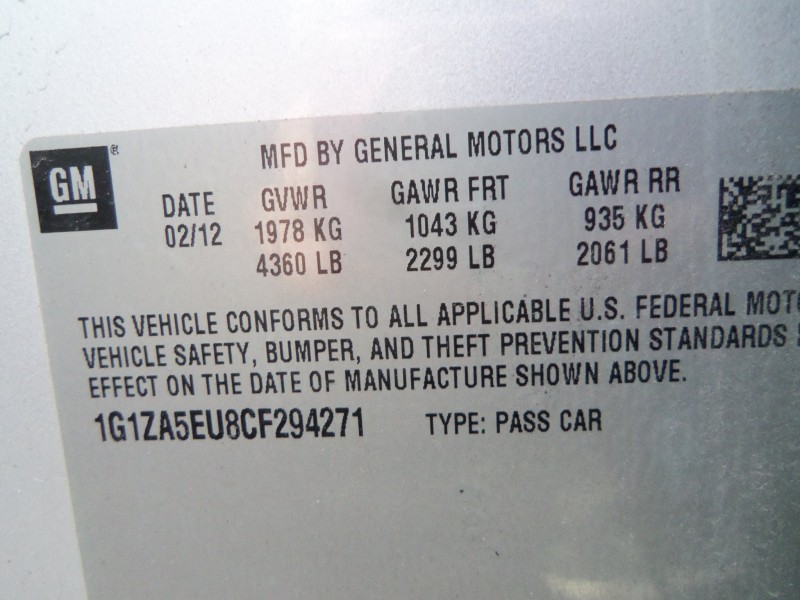 GM ®
MFD BY GENERAL MOTORS LLC
DATE GVWR GAWR FRT GAWR RR
02/12 1978 KG 1043 KG 935 KG
4360 LB 2299 LB 2061 LB
THIS VEHICLE CONFORMS TO ALL APPLICABLE U.S. FEDERAL
VEHICLE SAFETY, BUMPER, AND THEFT PREVENTION STANDARDS
EFFECT ON THE DATE OF MANUFACTURE SHOWN ABOVE.
1G1ZA5EU8CF294271 TYPE: PASS CAR